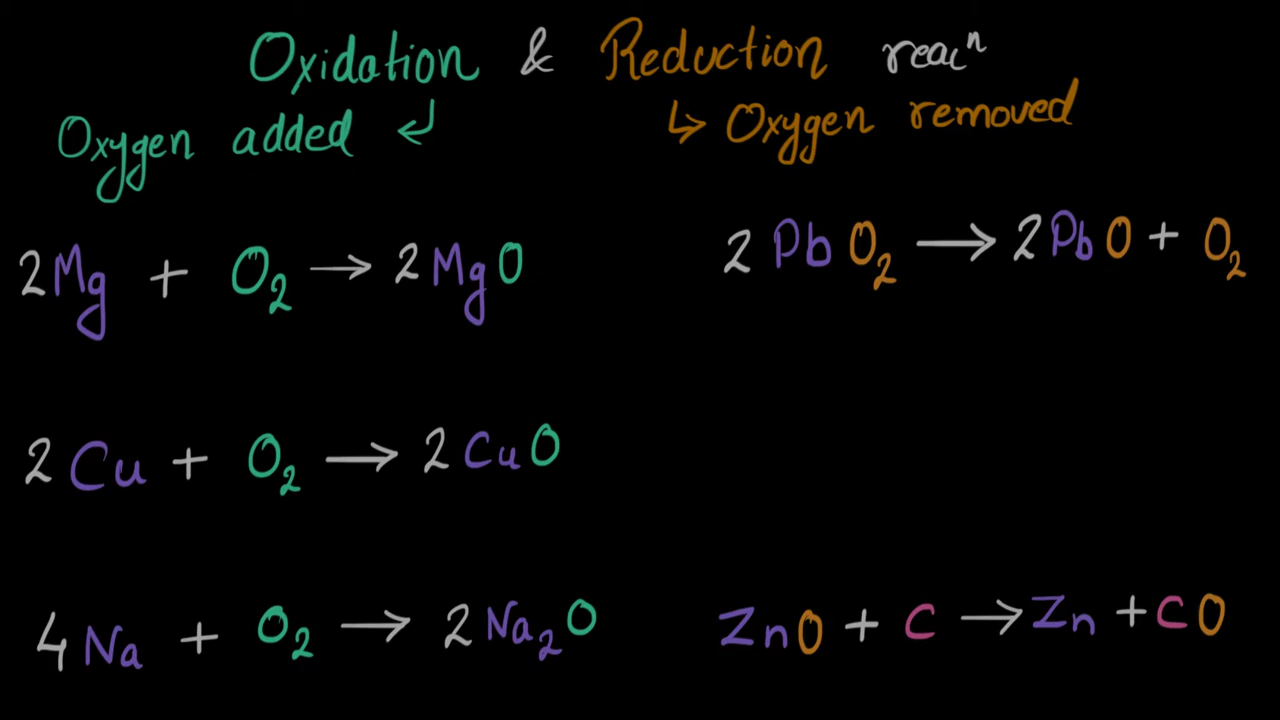 Oxidation & Reduction reacⁿ
Oxygen added ↲
↳ Oxygen removed
2Mg + O₂ → 2MgO
2PbO₂ → 2PbO + O₂
2Cu + O₂ → 2CuO
4Na + O₂ → 2Na₂O
ZnO + C → Zn + CO